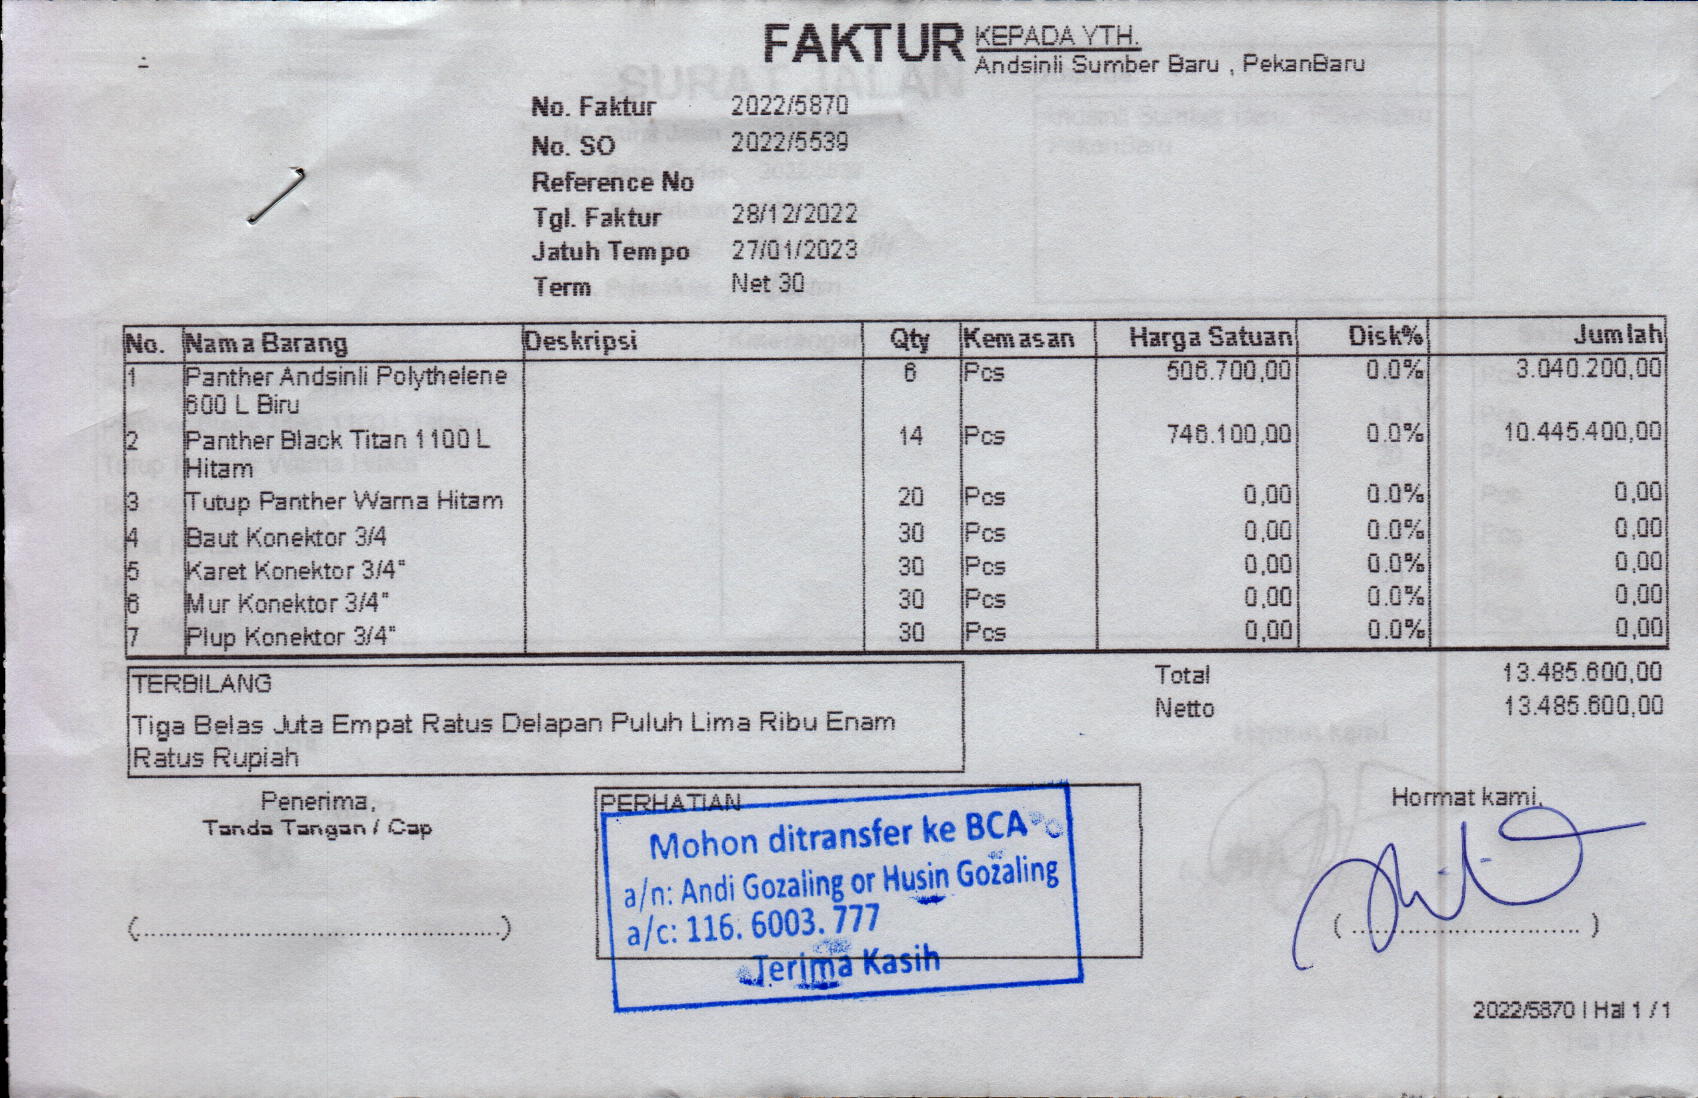 FAKTUR
KEPADA YTH.
Andsinli Sumber Baru , PekanBaru
SURAT JALAN
No. Faktur 2022/5870
No. SO 2022/5539
Reference No
Tgl. Faktur 28/12/2022
Jatuh Tempo 27/01/2023
Term Net 30
No. Nama Barang Deskripsi Qty Kemasan Harga Satuan Disk% Jumlah
1 Panther Andsinli Polythelene 6 Pcs 506.700,00 0.0% 3.040.200,00
600 L Biru
2 Panther Black Titan 1100 L 14 Pcs 746.100,00 0.0% 10.445.400,00
Hitam
3 Tutup Panther Warna Hitam 20 Pcs 0,00 0.0% 0,00
4 Baut Konektor 3/4 30 Pcs 0,00 0.0% 0,00
5 Karet Konektor 3/4" 30 Pcs 0,00 0.0% 0,00
6 Mur Konektor 3/4" 30 Pcs 0,00 0.0% 0,00
7 Plup Konektor 3/4" 30 Pcs 0,00 0.0% 0,00
TERBILANG
Tiga Belas Juta Empat Ratus Delapan Puluh Lima Ribu Enam
Ratus Rupiah
Total 13.485.600,00
Netto 13.485.600,00
Penerima,
Tanda Tangan / Cap
(.................................................)
PERHATIAN
Mohon ditransfer ke BCA
a/n: Andi Gozaling or Husin Gozaling
a/c: 116. 6003. 777
Terima Kasih
Hormat kami,
( ............................... )
2022/5870 | Hal 1 / 1